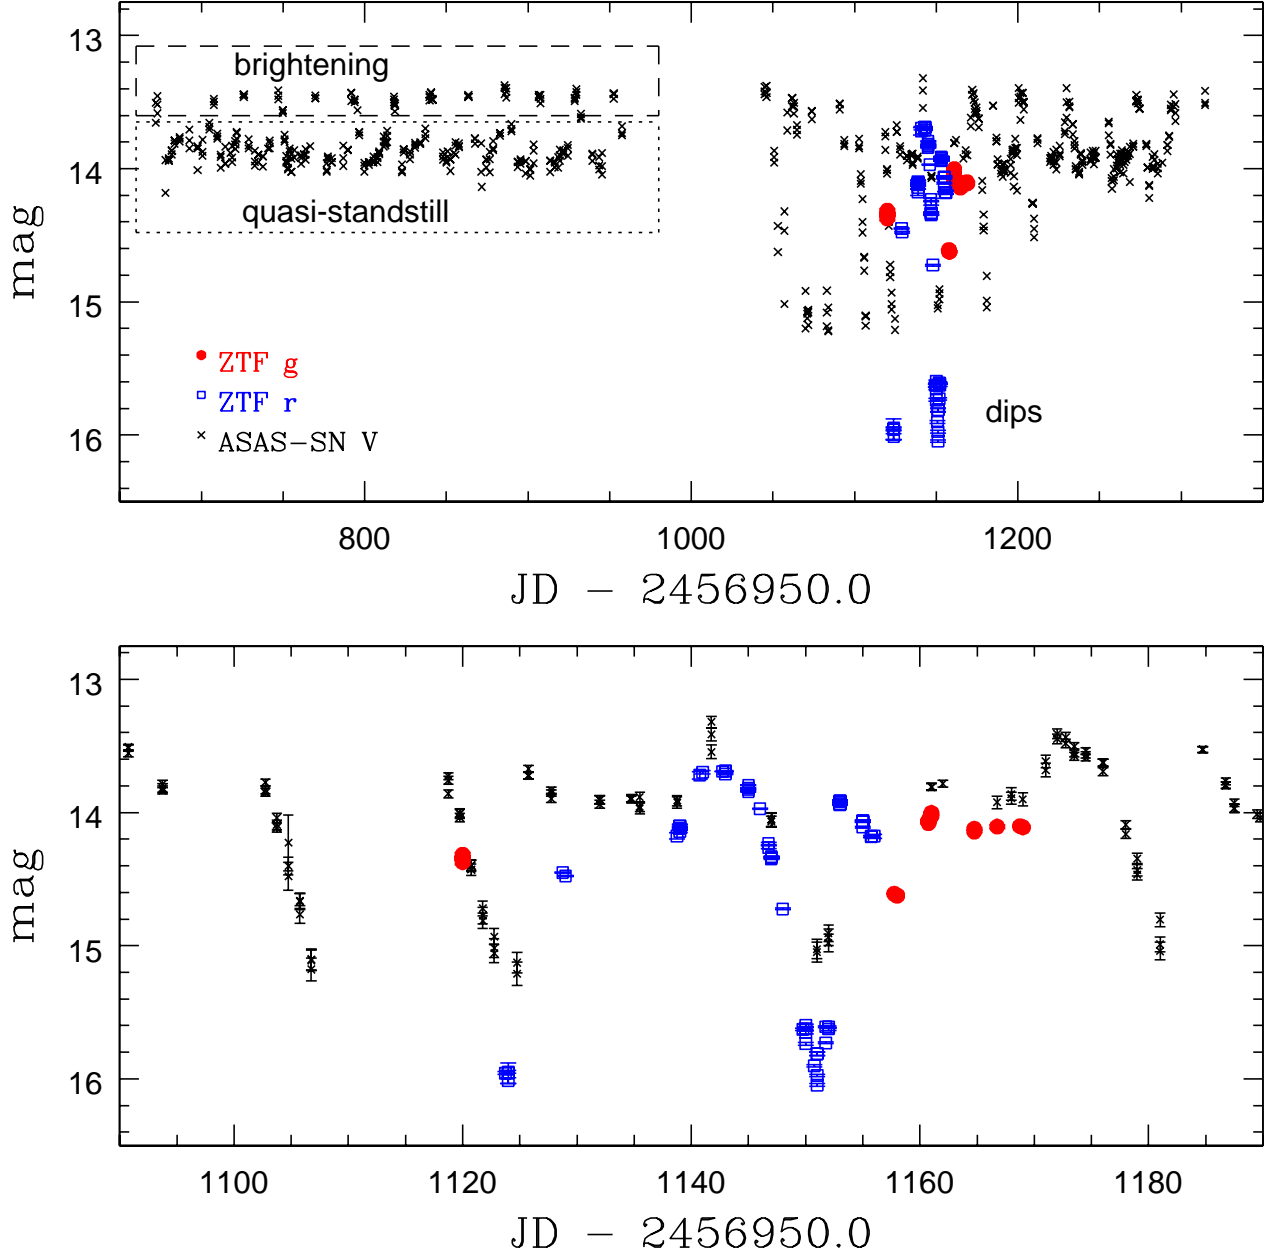 13
brightening
14
quasi-standstill
mag
15
ZTF g
ZTF r
dips
ASAS-SN V
16
800 1000 1200
JD - 2456950.0
13
14
mag
15
16
1100 1120 1140 1160 1180
JD - 2456950.0